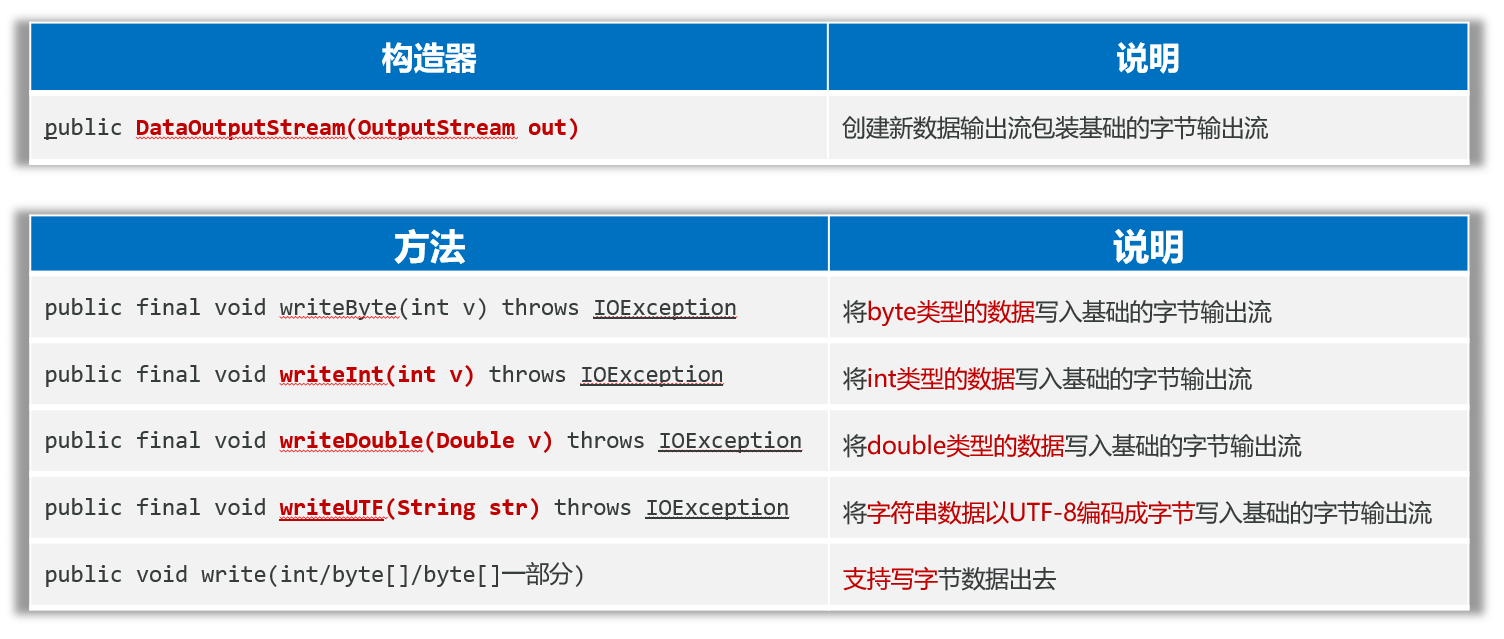 构造器 说明
public DataOutputStream(OutputStream out) 创建新数据输出流包装基础的字节输出流
方法 说明
public final void writeByte(int v) throws IOException 将byte类型的数据写入基础的字节输出流
public final void writeInt(int v) throws IOException 将int类型的数据写入基础的字节输出流
public final void writeDouble(Double v) throws IOException 将double类型的数据写入基础的字节输出流
public final void writeUTF(String str) throws IOException 将字符串数据以UTF-8编码成字节写入基础的字节输出流
public void write(int/byte[]/byte[]一部分) 支持写字节数据出去